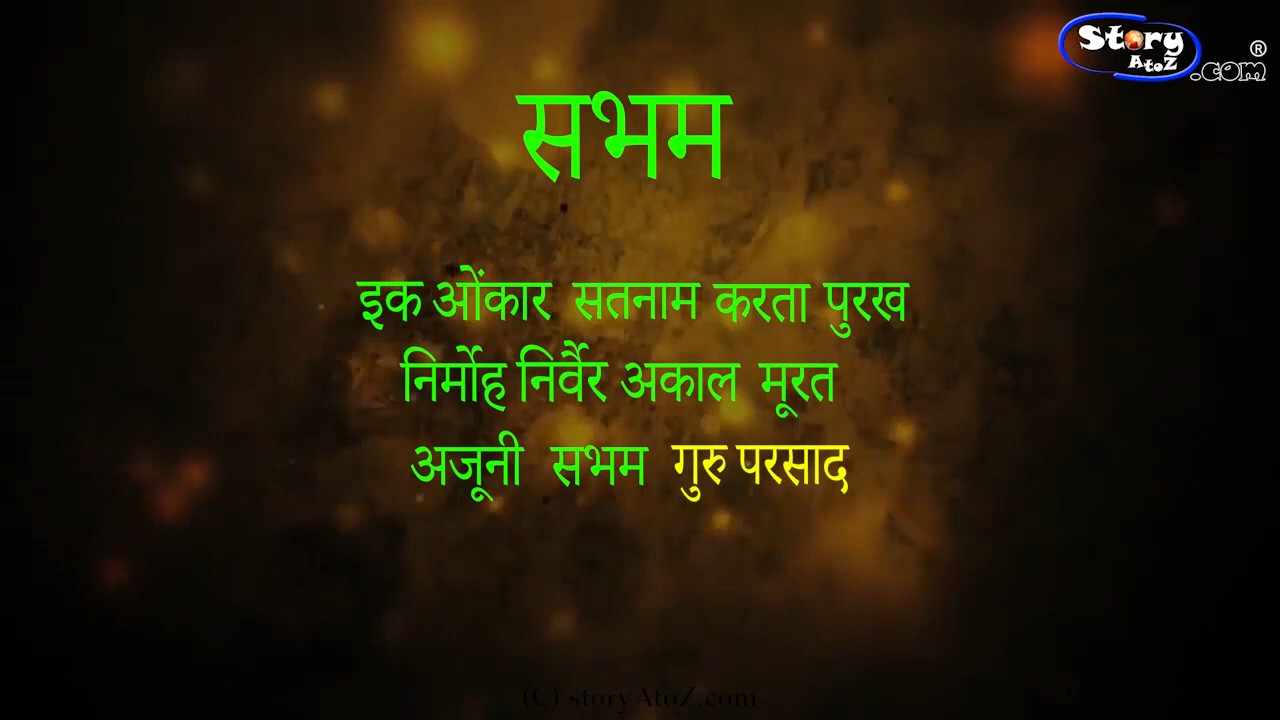 Story
AtoZ
.com ®
सभम
इक ओंकार सतनाम करता पुरख
निर्मोह निर्वैर अकाल मूरत
अजूनी सभम गुरु परसाद
(C) storyAtoZ.com